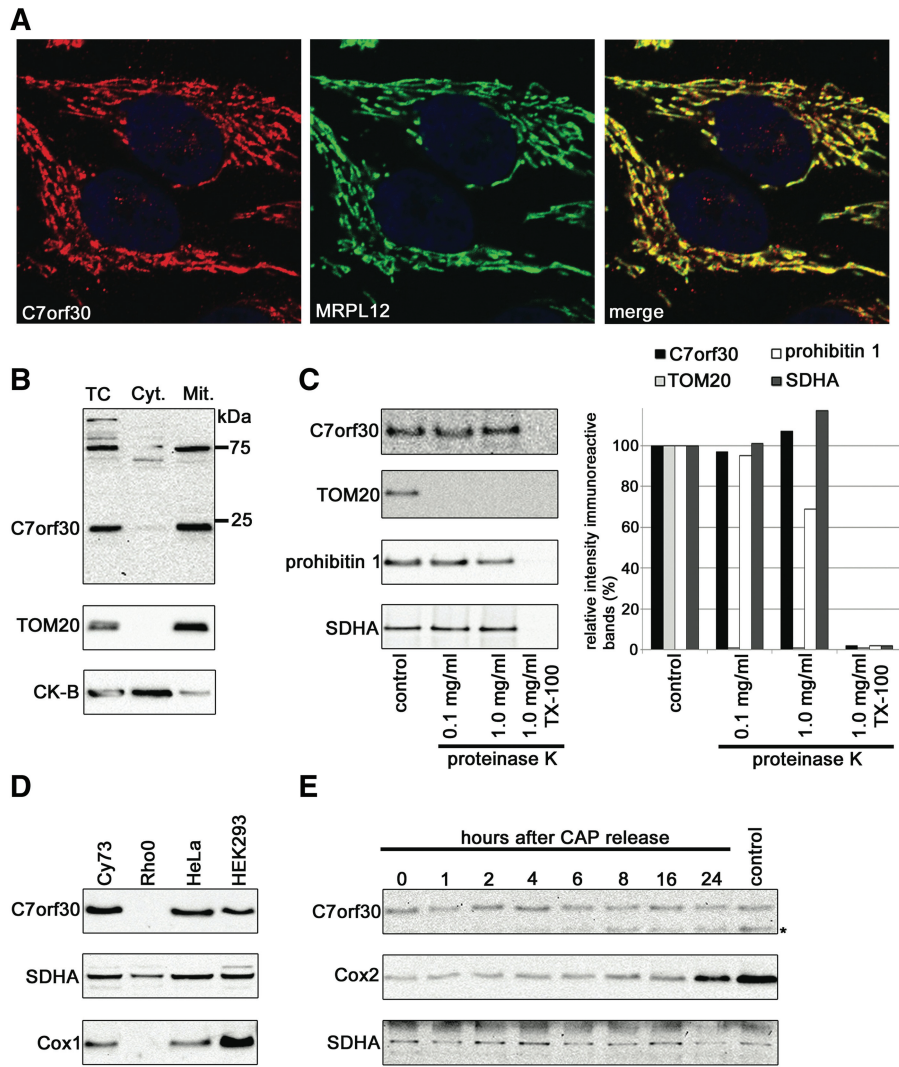 A
C7orf30
MRPL12
merge
B
TC Cyt. Mit.
kDa
75
25
C7orf30
TOM20
CK-B
C
C7orf30
TOM20
prohibitin 1
SDHA
control
0.1 mg/ml
1.0 mg/ml
1.0 mg/ml
TX-100
proteinase K
C7orf30
prohibitin 1
TOM20
SDHA
relative intensity immunoreactive
bands (%)
100
80
60
40
20
0
control
0.1 mg/ml
1.0 mg/ml
1.0 mg/ml
TX-100
proteinase K
D
Cy73
Rho0
HeLa
HEK293
C7orf30
SDHA
Cox1
E
hours after CAP release
control
0 1 2 4 6 8 16 24
C7orf30
*
Cox2
SDHA